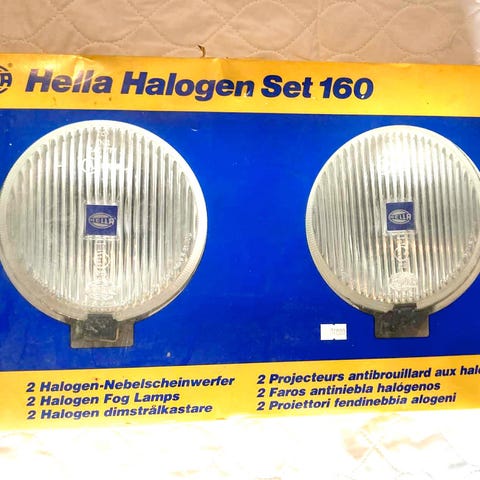 Hella Halogen Set 160
HELLA
HELLA
2 Halogen-Nebelscheinwerfer
2 Halogen Fog Lamps
2 Halogen dimstrålkastare
2 Projecteurs antibrouillard aux
2 Faros antiniebla halógenos
2 Proiettori fendinebbia alogeni